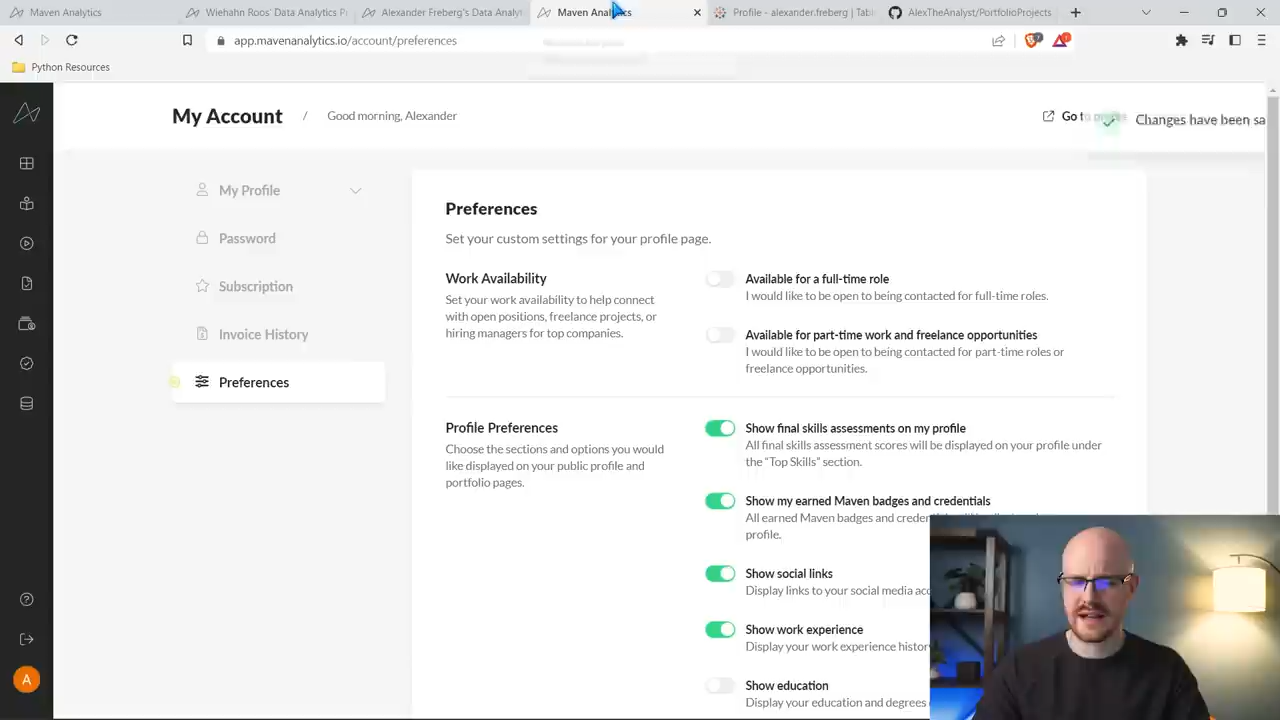 Maven Analytics
Wiehahn Roos' Data Analytics P
Alexander Freberg's Data Analyt
Maven Analytics
Profile - alexander.freberg | Tabl
AlexTheAnalyst/PortfolioProjects
app.mavenanalytics.io/account/preferences
Python Resources
My Account / Good morning, Alexander
Go to profile
Changes have been sa
My Profile
Password
Subscription
Invoice History
Preferences
Preferences
Set your custom settings for your profile page.
Work Availability
Set your work availability to help connect
with open positions, freelance projects, or
hiring managers for top companies.
Available for a full-time role
I would like to be open to being contacted for full-time roles.
Available for part-time work and freelance opportunities
I would like to be open to being contacted for part-time roles or
freelance opportunities.
Profile Preferences
Choose the sections and options you would
like displayed on your public profile and
portfolio pages.
Show final skills assessments on my profile
All final skills assessment scores will be displayed on your profile under
the “Top Skills” section.
Show my earned Maven badges and credentials
All earned Maven badges and
profile.
Show social links
Display links to your social media
Show work experience
Display your work experience history
Show education
Display your education and degrees
A